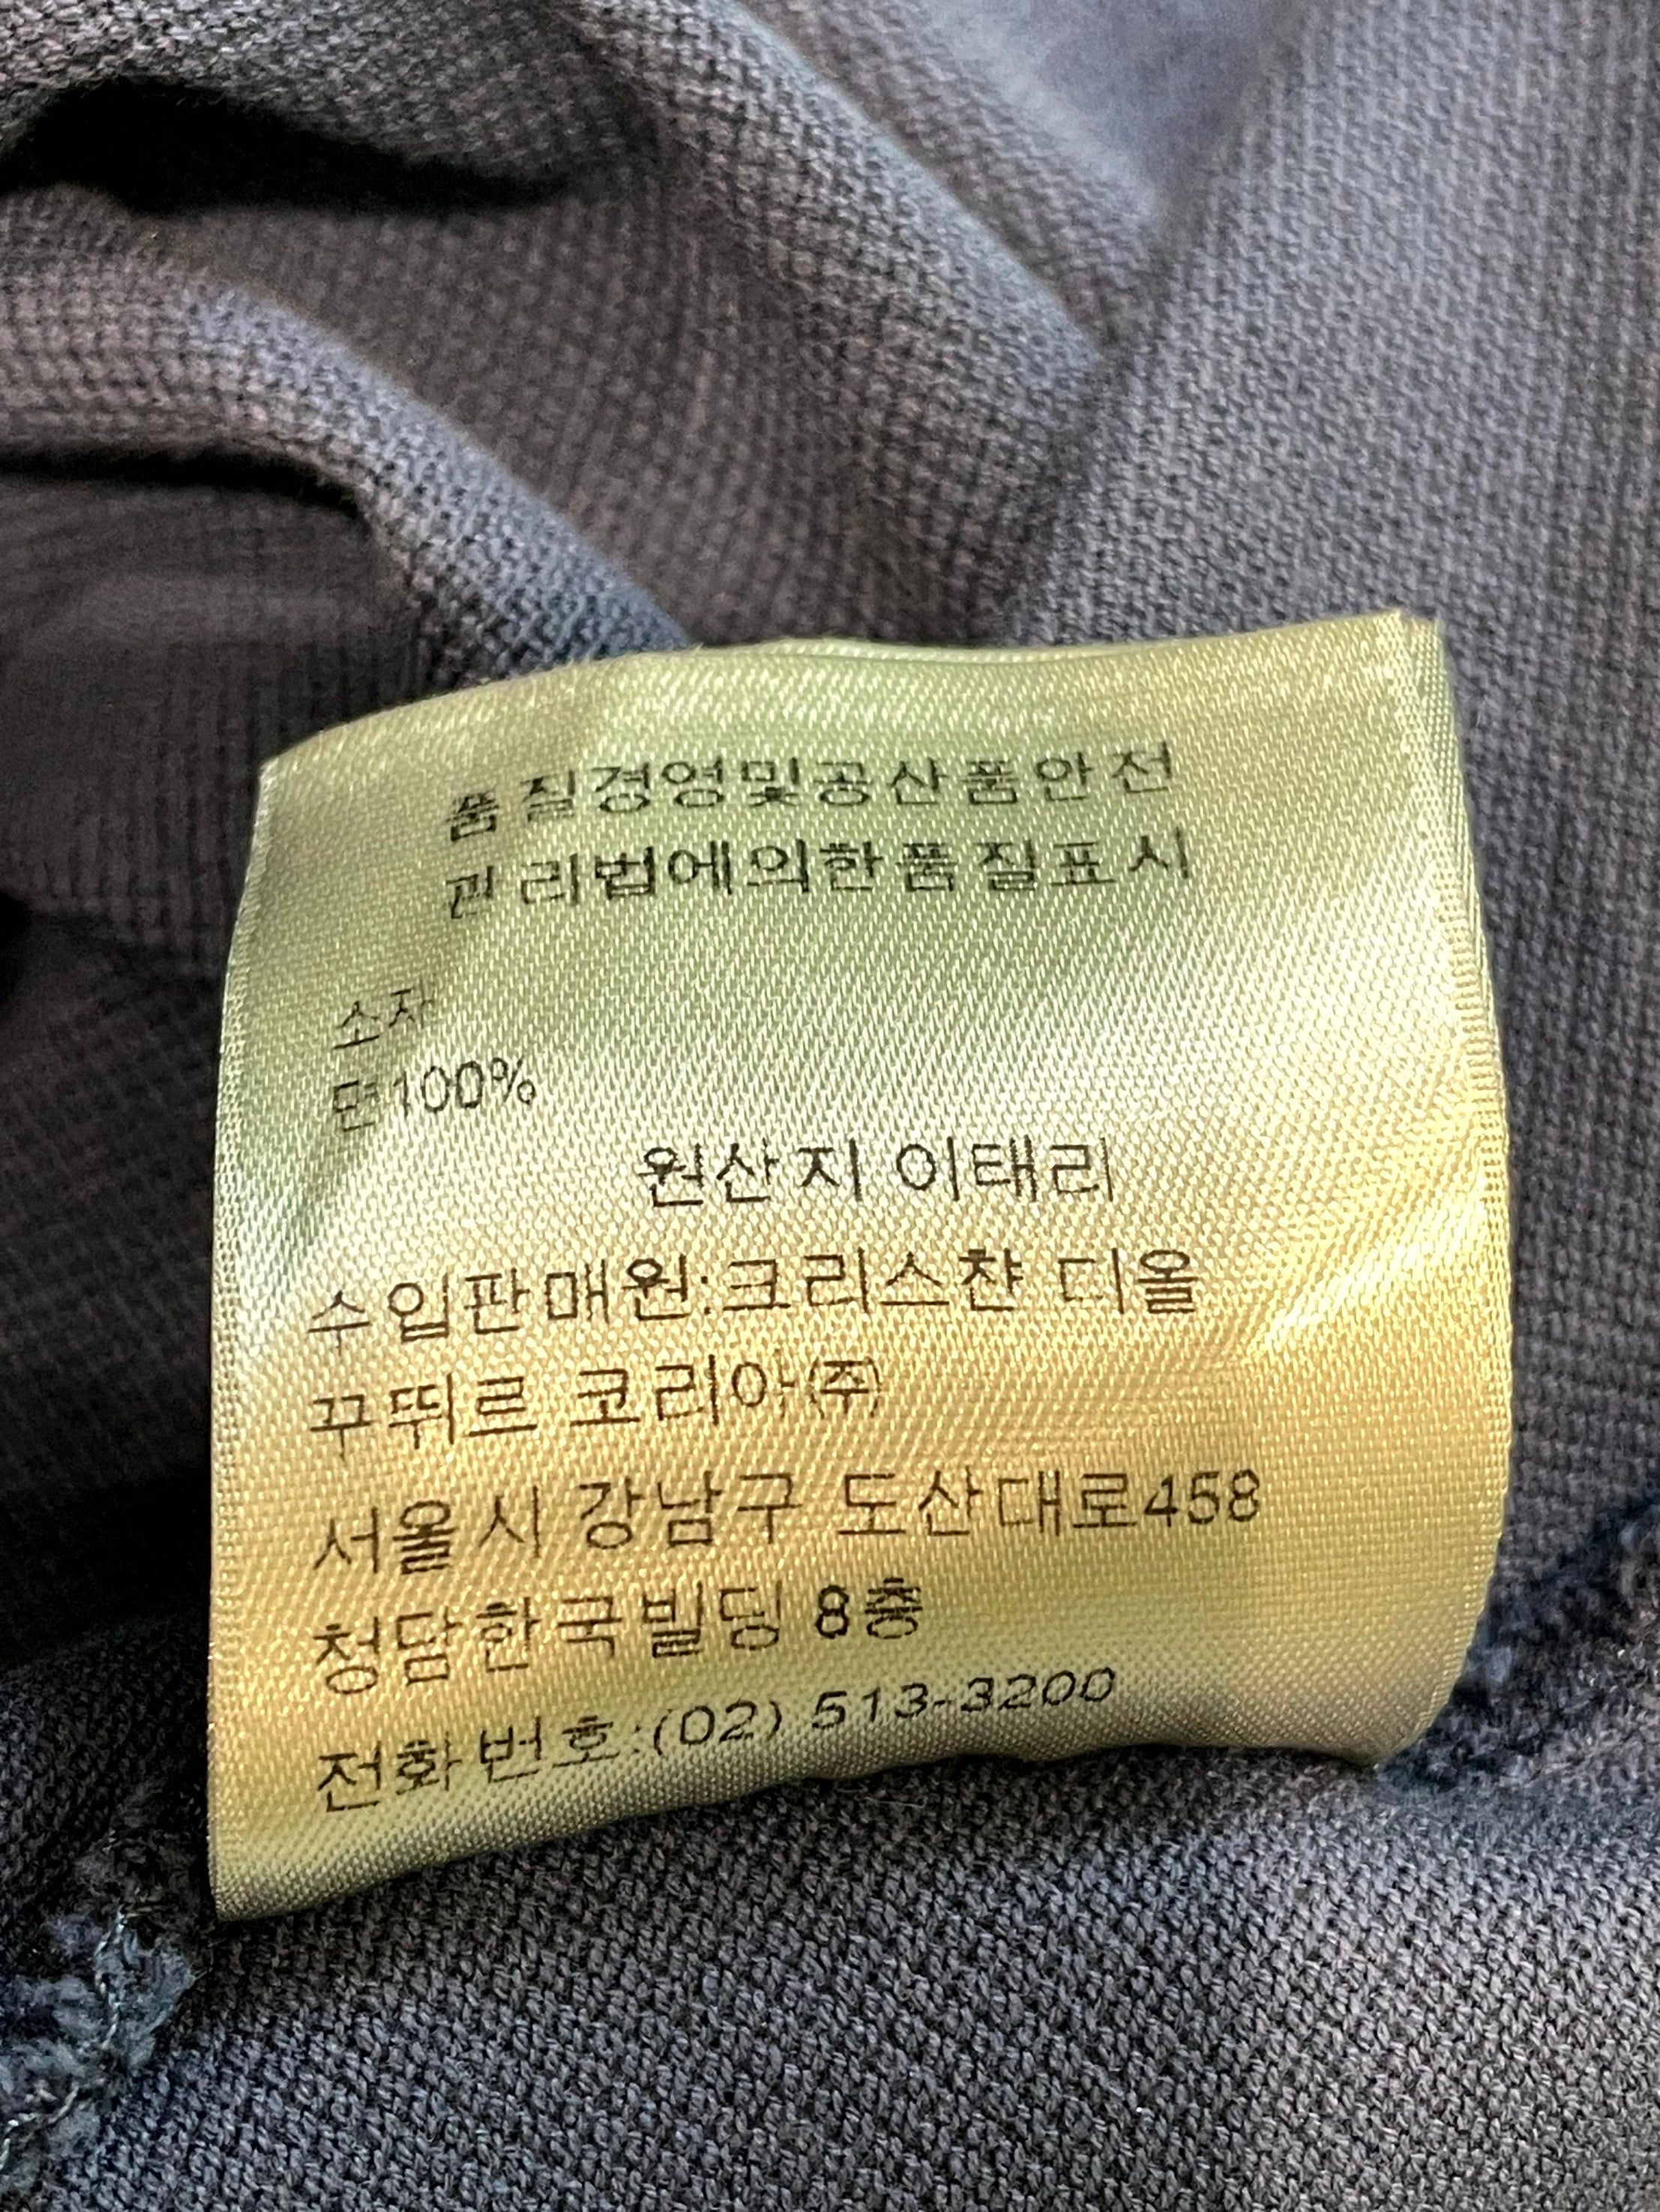 품질경영및공산품안전
관리법에의한품질표시
소재
면100%
원산지 이태리
수입판매원:크리스챤 디올
꾸뛰르 코리아㈜
서울시 강남구 도산대로458
청담한국빌딩 8층
전화번호:(02) 513-3200